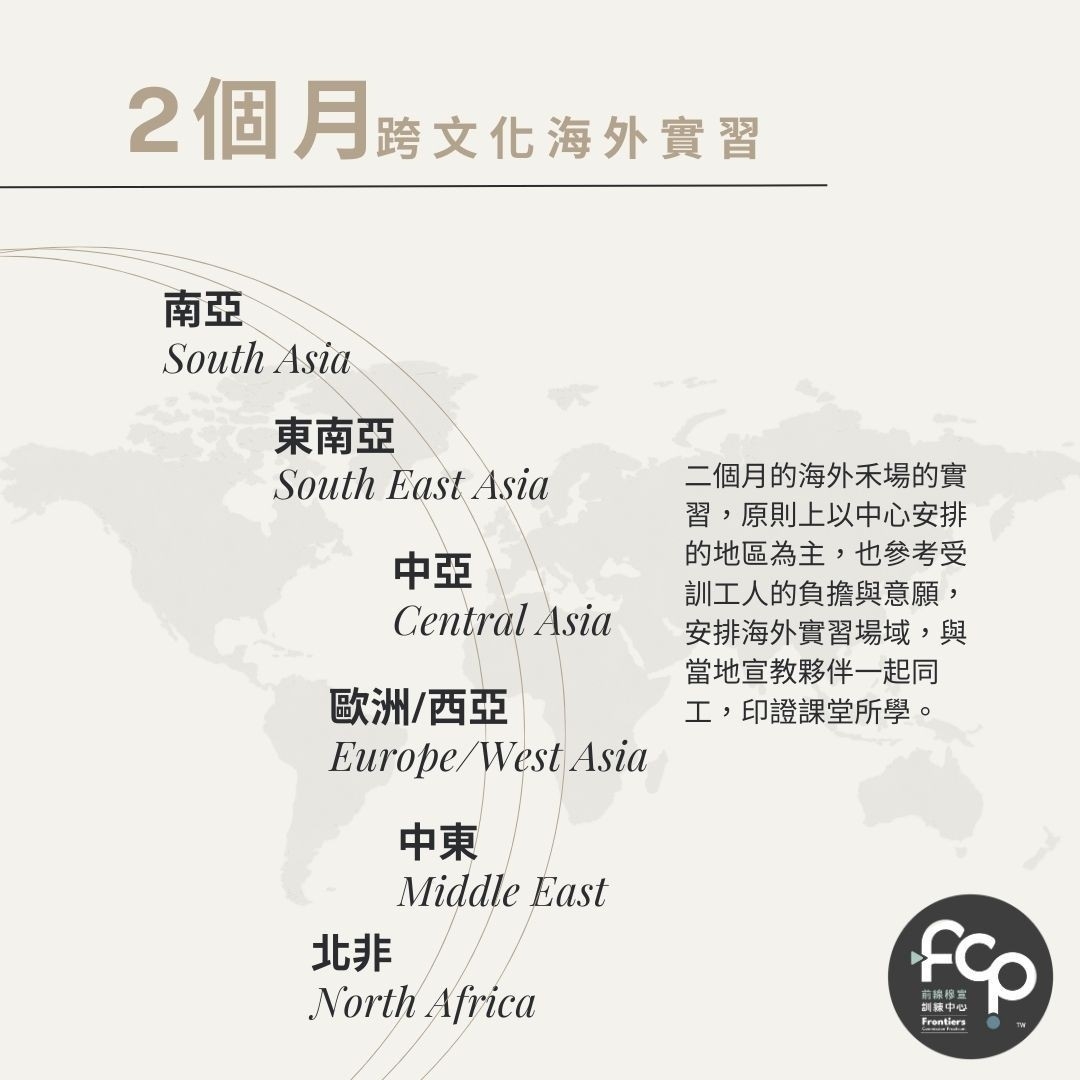 2個月跨文化海外實習
南亞
South Asia
東南亞
South East Asia
中亞
Central Asia
歐洲/西亞
Europe/West Asia
中東
Middle East
北非
North Africa
二個月的海外禾場的實
習，原則上以中心安排
的地區為主，也參考受
訓工人的負擔與意願，
安排海外實習場域，與
當地宣教夥伴一起同
工，印證課堂所學。
fcp
前線穆宣
訓練中心
Frontiers
TW